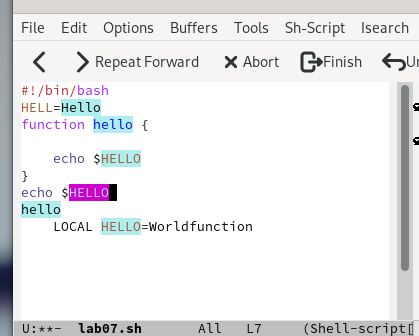 File Edit Options Buffers Tools Sh-Script Isearch
Repeat Forward Abort Finish
#!/bin/bash
HELL=Hello
function hello {
echo $HELLO
}
echo $HELLO
hello
LOCAL HELLO=Worldfunction
U:**- lab07.sh All L7 (Shell-script[